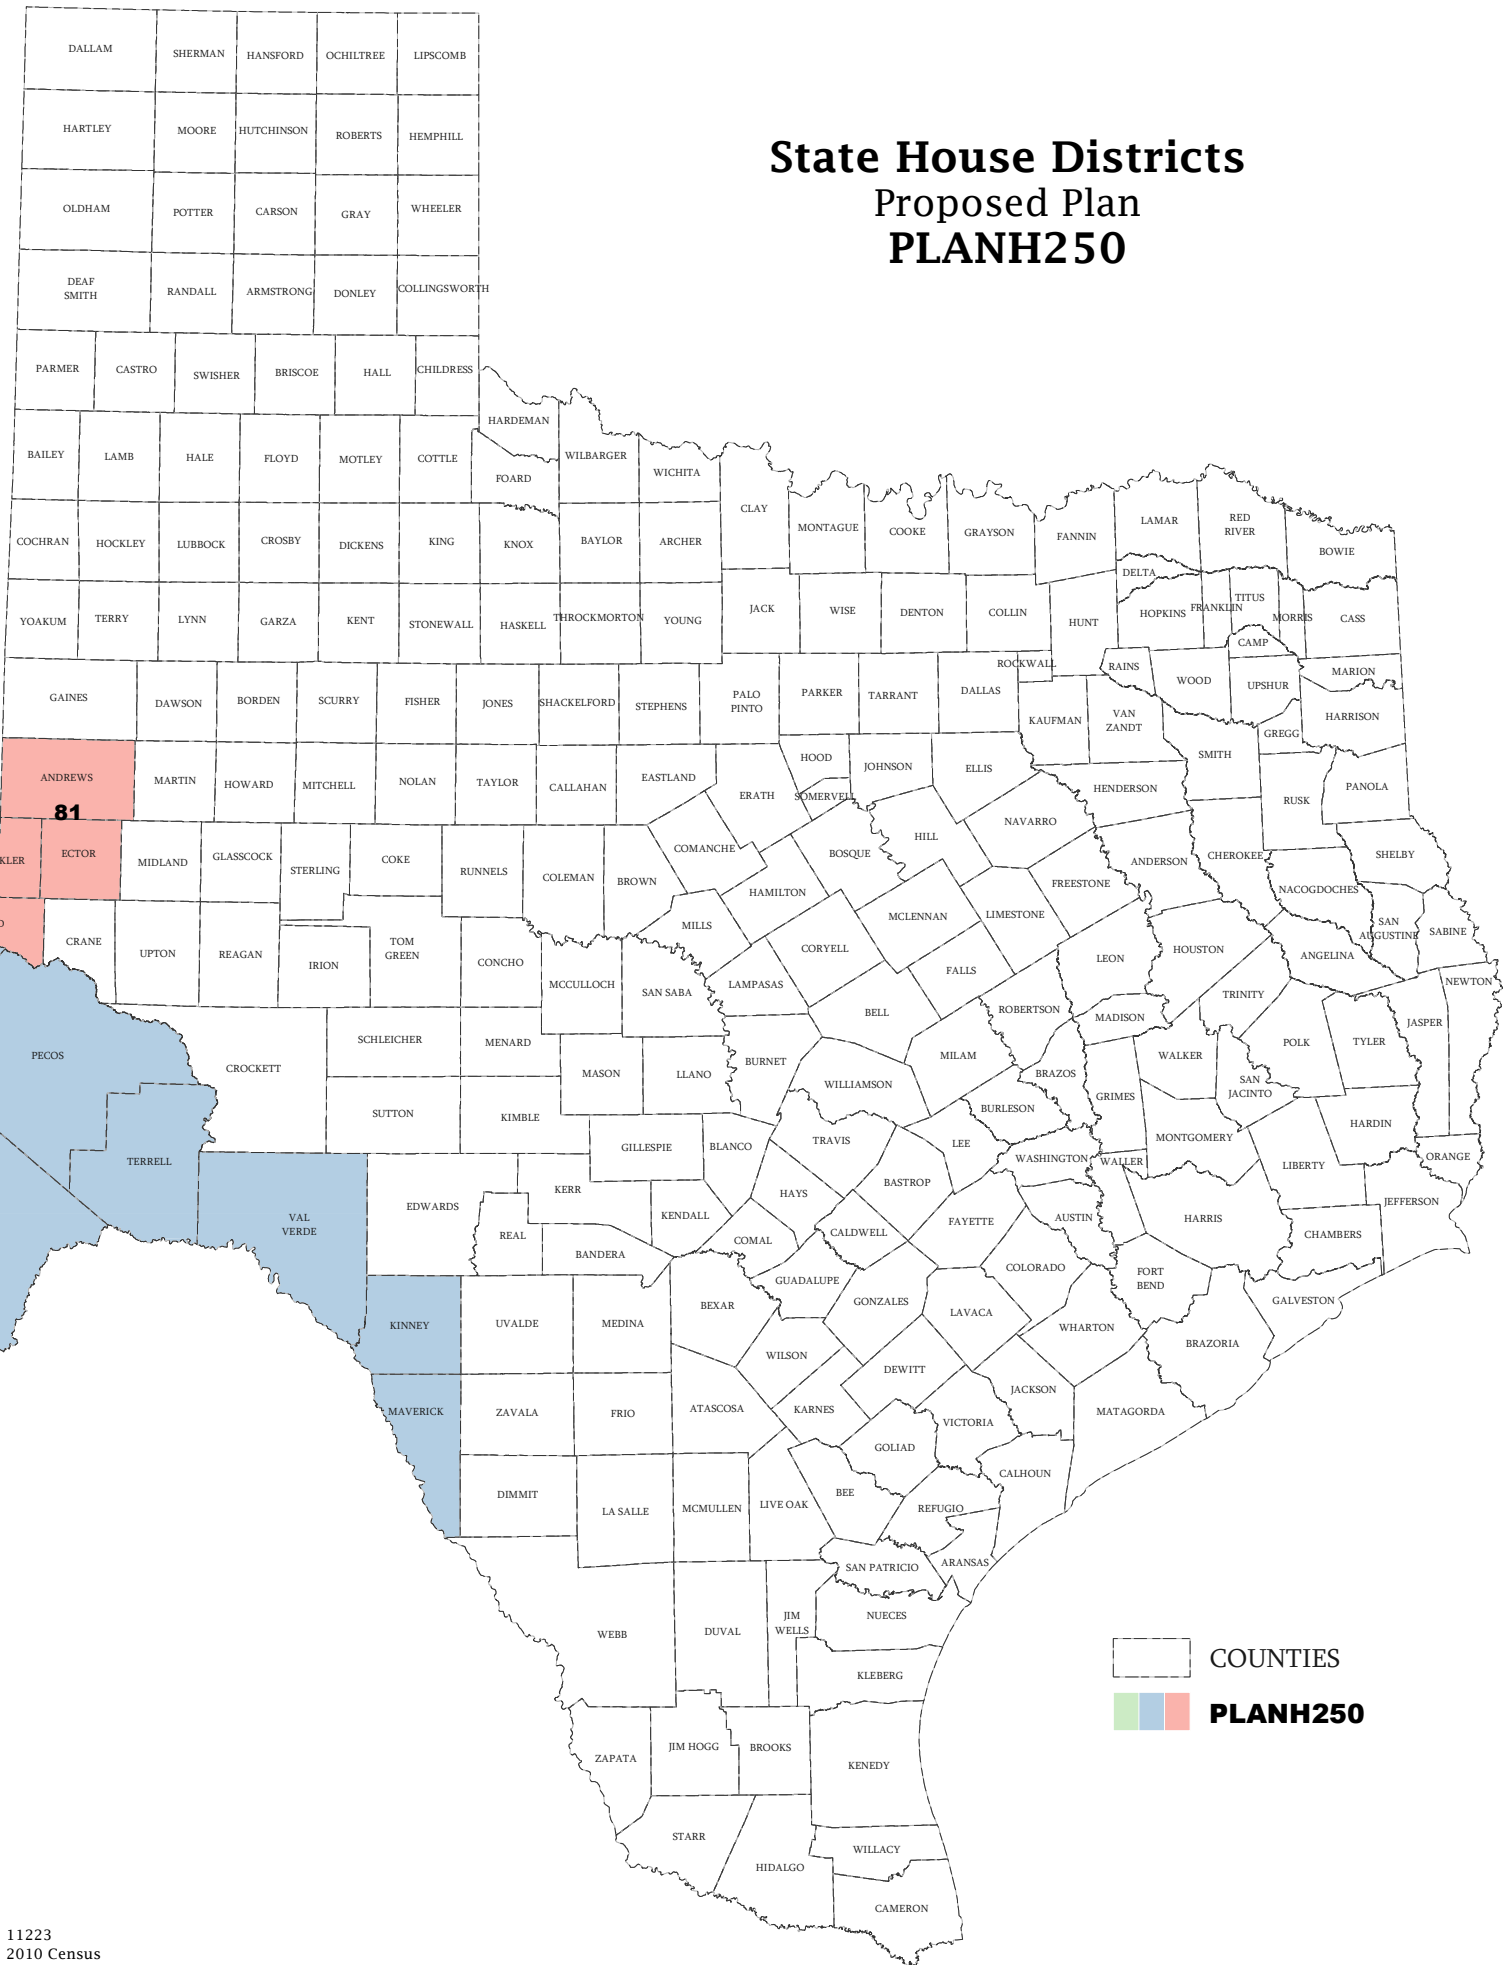 State House Districts
Proposed Plan
PLANH250
DALLAM
SHERMAN
HANSFORD
OCHILTREE
LIPSCOMB
HARTLEY
MOORE
HUTCHINSON
ROBERTS
HEMPHILL
OLDHAM
POTTER
CARSON
GRAY
WHEELER
DEAF
SMITH
RANDALL
ARMSTRONG
DONLEY
COLLINGSWORTH
PARMER
CASTRO
SWISHER
BRISCOE
HALL
CHILDRESS
HARDEMAN
BAILEY
LAMB
HALE
FLOYD
MOTLEY
COTTLE
FOARD
WILBARGER
WICHITA
CLAY
MONTAGUE
COOKE
GRAYSON
FANNIN
LAMAR
RED
RIVER
BOWIE
COCHRAN
HOCKLEY
LUBBOCK
CROSBY
DICKENS
KING
KNOX
BAYLOR
ARCHER
DELTA
YOAKUM
TERRY
LYNN
GARZA
KENT
STONEWALL
HASKELL
THROCKMORTON
YOUNG
JACK
WISE
DENTON
COLLIN
HUNT
HOPKINS
FRANKLIN
TITUS
MORRIS
CASS
CAMP
GAINES
DAWSON
BORDEN
SCURRY
FISHER
JONES
SHACKELFORD
STEPHENS
PALO
PINTO
PARKER
TARRANT
DALLAS
ROCKWALL
RAINS
WOOD
UPSHUR
MARION
KAUFMAN
VAN
ZANDT
GREGG
HARRISON
ANDREWS
81
MARTIN
HOWARD
MITCHELL
NOLAN
TAYLOR
CALLAHAN
EASTLAND
ERATH
HOOD
SOMERVELL
JOHNSON
ELLIS
HENDERSON
SMITH
RUSK
PANOLA
KLER
ECTOR
MIDLAND
GLASSCOCK
STERLING
COKE
RUNNELS
COLEMAN
BROWN
COMANCHE
HAMILTON
BOSQUE
HILL
NAVARRO
FREESTONE
ANDERSON
CHEROKEE
NACOGDOCHES
SHELBY
D
CRANE
UPTON
REAGAN
IRION
TOM
GREEN
CONCHO
MCCULLOCH
SAN SABA
MILLS
LAMPASAS
CORYELL
MCLENNAN
LIMESTONE
FALLS
LEON
HOUSTON
ANGELINA
SAN
AUGUSTINE
SABINE
NEWTON
PECOS
CROCKETT
SCHLEICHER
MENARD
MASON
LLANO
BURNET
BELL
MILAM
ROBERTSON
MADISON
TRINITY
POLK
TYLER
JASPER
SUTTON
KIMBLE
WILLIAMSON
BRAZOS
BURLESON
GRIMES
WALKER
SAN
JACINTO
HARDIN
TERRELL
GILLESPIE
BLANCO
TRAVIS
LEE
WASHINGTON
WALLER
MONTGOMERY
LIBERTY
ORANGE
VAL
VERDE
EDWARDS
KERR
REAL
KENDALL
HAYS
BASTROP
FAYETTE
AUSTIN
HARRIS
JEFFERSON
CHAMBERS
BANDERA
COMAL
CALDWELL
COLORADO
FORT
BEND
GALVESTON
KINNEY
UVALDE
MEDINA
BEXAR
GUADALUPE
GONZALES
LAVACA
WHARTON
BRAZORIA
WILSON
DEWITT
JACKSON
MATAGORDA
MAVERICK
ZAVALA
FRIO
ATASCOSA
KARNES
VICTORIA
GOLIAD
CALHOUN
DIMMIT
LA SALLE
MCMULLEN
LIVE OAK
BEE
REFUGIO
ARANSAS
SAN PATRICIO
WEBB
DUVAL
JIM
WELLS
NUECES
KLEBERG
ZAPATA
JIM HOGG
BROOKS
KENEDY
STARR
HIDALGO
WILLACY
CAMERON
COUNTIES
PLANH250
11223
2010 Census